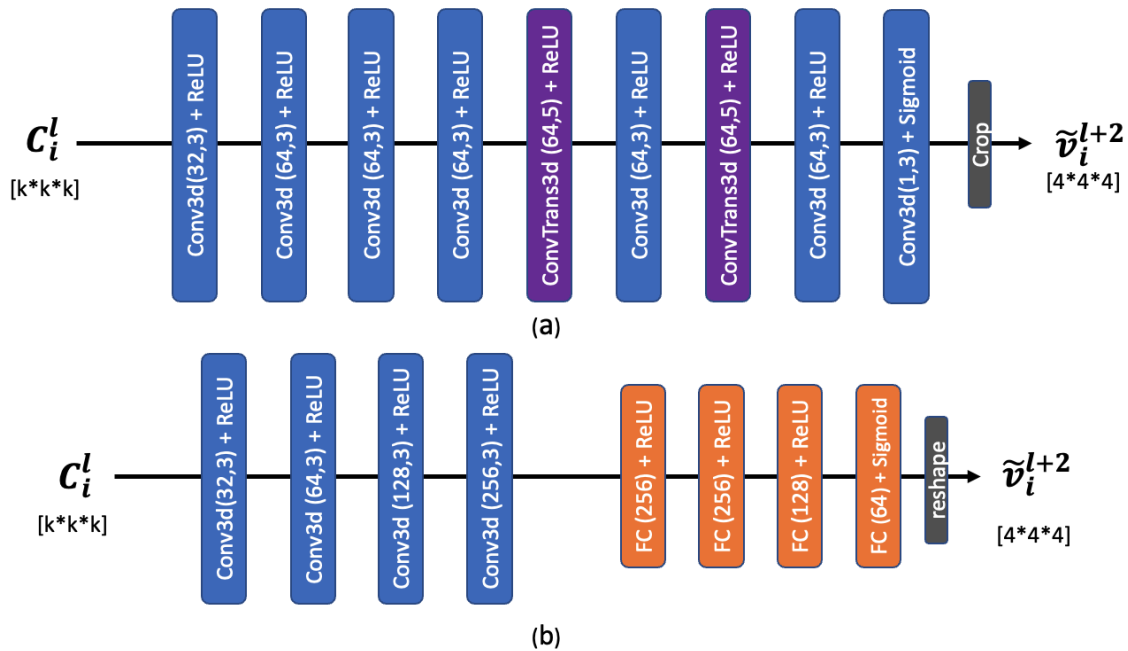 C_i^l
[k*k*k]
Conv3d(32,3) + ReLU
Conv3d (64,3) + ReLU
Conv3d (64,3) + ReLU
Conv3d (64,3) + ReLU
ConvTrans3d (64,5) + ReLU
Conv3d (64,3) + ReLU
ConvTrans3d (64,5) + ReLU
Conv3d (64,3) + ReLU
Conv3d(1,3) + Sigmoid
Crop
ṽ_i^{l+2}
[4*4*4]
(a)
C_i^l
[k*k*k]
Conv3d(32,3) + ReLU
Conv3d (64,3) + ReLU
Conv3d (128,3) + ReLU
Conv3d (256,3) + ReLU
FC (256) + ReLU
FC (256) + ReLU
FC (128) + ReLU
FC (64) + Sigmoid
reshape
ṽ_i^{l+2}
[4*4*4]
(b)